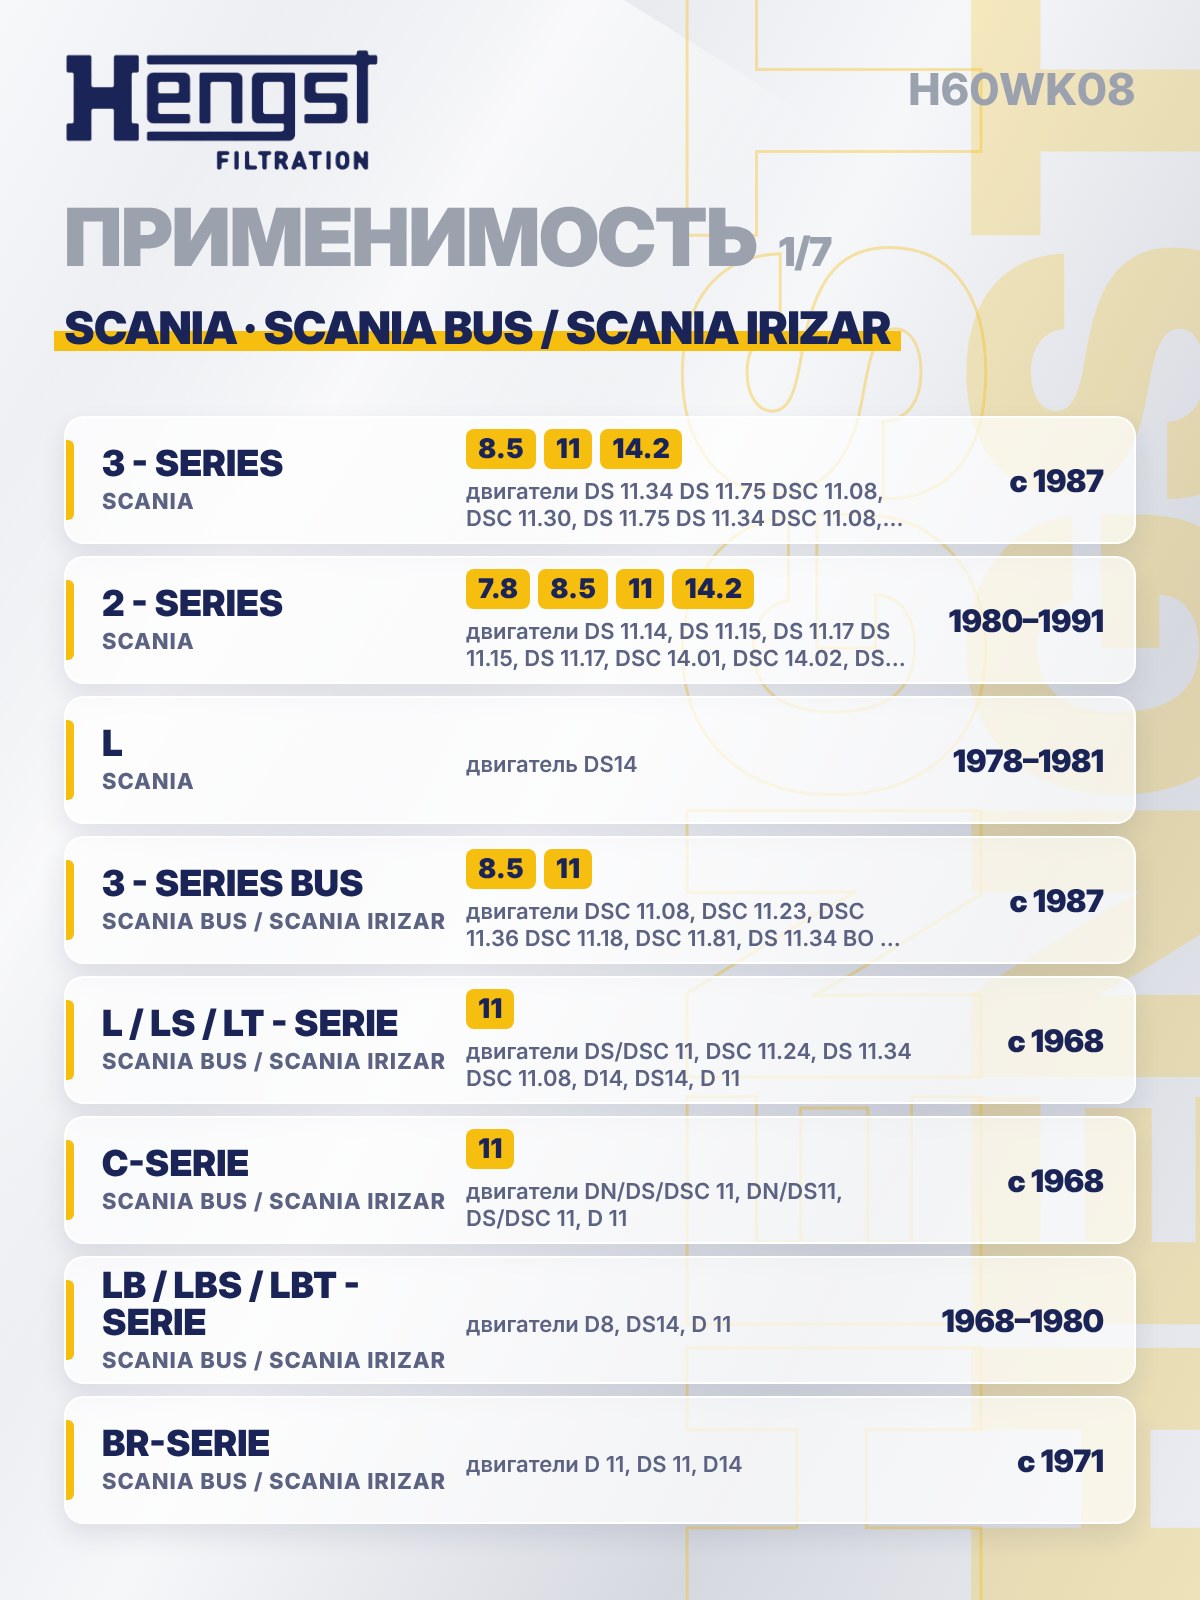 Hengst
FILTRATION
H60WK08
ПРИМЕНИМОСТЬ 1/7
SCANIA · SCANIA BUS / SCANIA IRIZAR
3 - SERIES
SCANIA
8.5 11 14.2
двигатели DS 11.34 DS 11.75 DSC 11.08,
DSC 11.30, DS 11.75 DS 11.34 DSC 11.08,...
с 1987
2 - SERIES
SCANIA
7.8 8.5 11 14.2
двигатели DS 11.14, DS 11.15, DS 11.17 DS
11.15, DS 11.17, DSC 14.01, DSC 14.02, DS...
1980–1991
L
SCANIA
двигатель DS14
1978–1981
3 - SERIES BUS
SCANIA BUS / SCANIA IRIZAR
8.5 11
двигатели DSC 11.08, DSC 11.23, DSC
11.36 DSC 11.18, DSC 11.81, DS 11.34 BO ...
с 1987
L / LS / LT - SERIE
SCANIA BUS / SCANIA IRIZAR
11
двигатели DS/DSC 11, DSC 11.24, DS 11.34
DSC 11.08, D14, DS14, D 11
с 1968
C-SERIE
SCANIA BUS / SCANIA IRIZAR
11
двигатели DN/DS/DSC 11, DN/DS11,
DS/DSC 11, D 11
с 1968
LB / LBS / LBT -
SERIE
SCANIA BUS / SCANIA IRIZAR
двигатели D8, DS14, D 11
1968–1980
BR-SERIE
SCANIA BUS / SCANIA IRIZAR
двигатели D 11, DS 11, D14
с 1971
HENGST